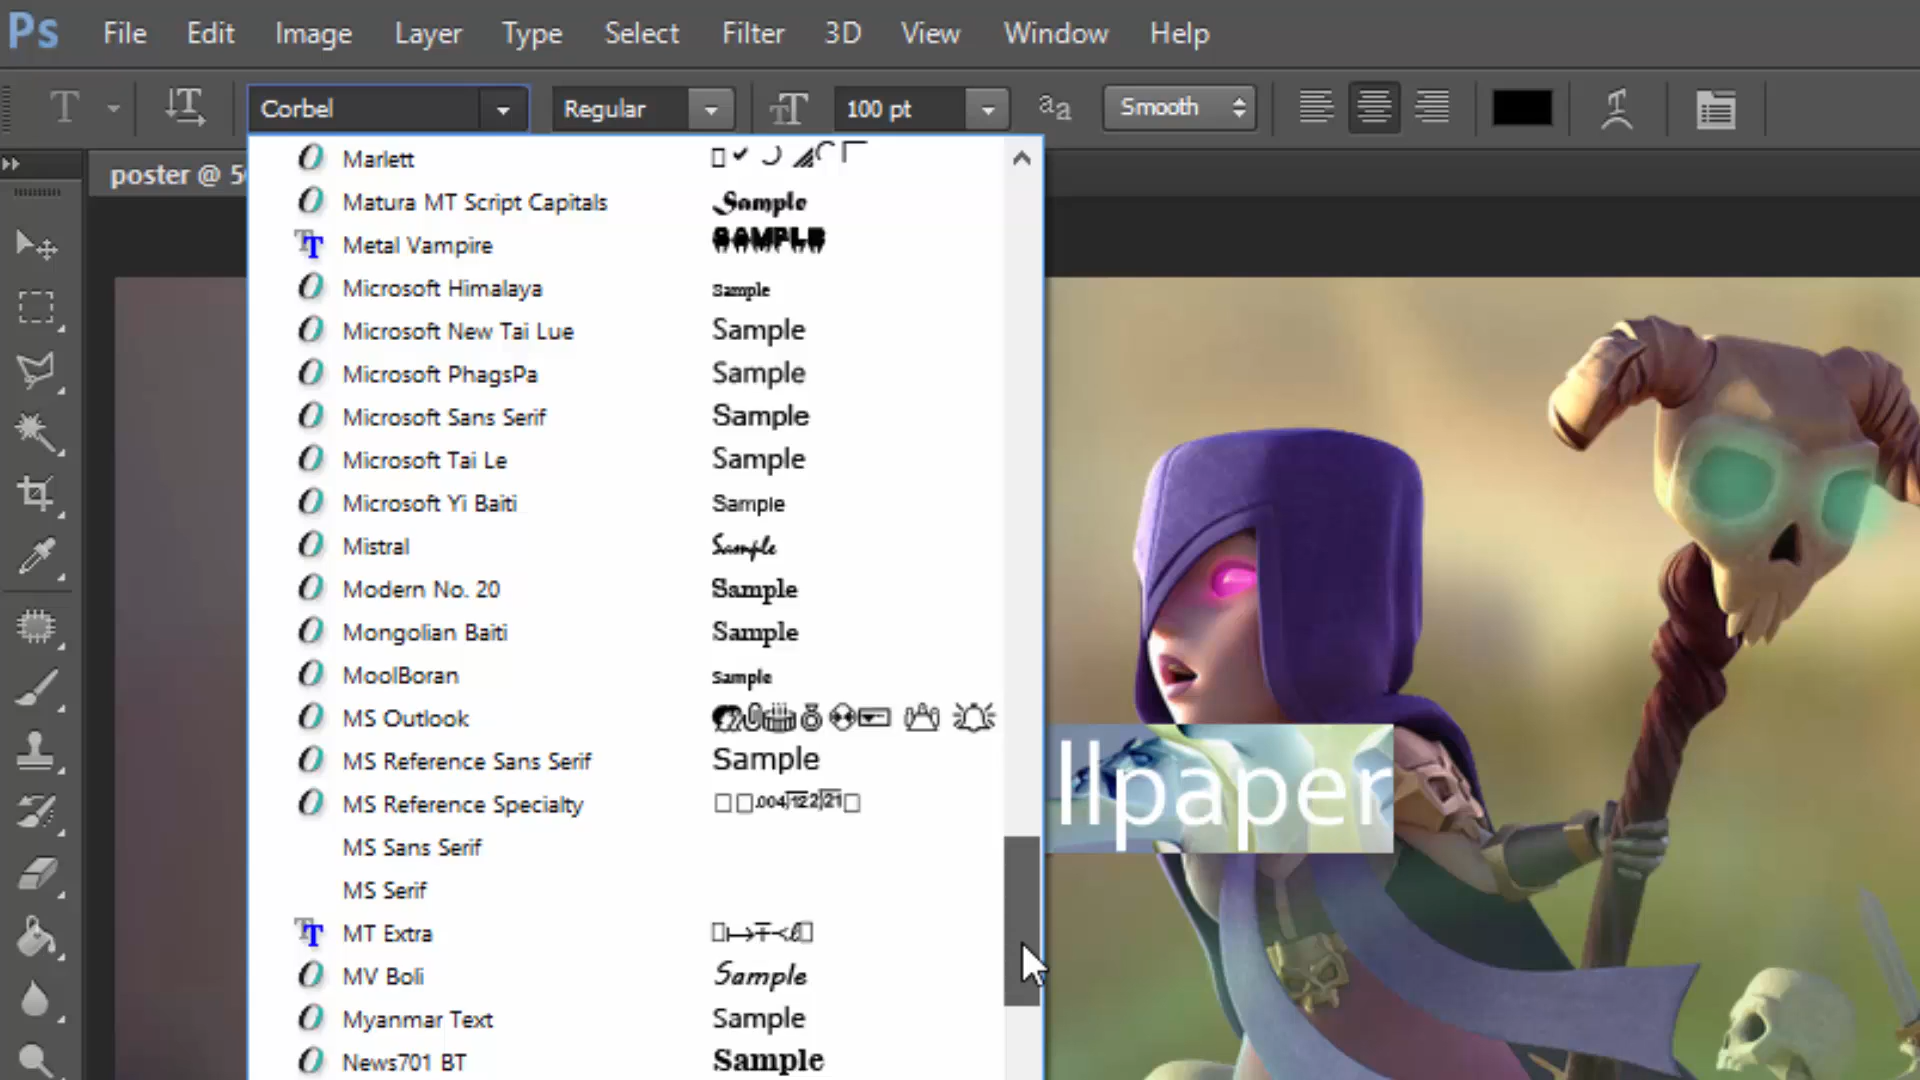 Ps File Edit Image Layer Type Select Filter 3D View Window Help
T T Corbel Regular TT 100 pt aa Smooth
poster @ 5
Marlett
Matura MT Script Capitals Sample
Metal Vampire SAMPLE
Microsoft Himalaya Sample
Microsoft New Tai Lue Sample
Microsoft PhagsPa Sample
Microsoft Sans Serif Sample
Microsoft Tai Le Sample
Microsoft Yi Baiti Sample
Mistral Sample
Modern No. 20 Sample
Mongolian Baiti Sample
MoolBoran Sample
MS Outlook
MS Reference Sans Serif Sample
llpaper
MS Reference Specialty
MS Sans Serif
MS Serif
MT Extra
MV Boli Sample
Myanmar Text Sample
News701 BT Sample